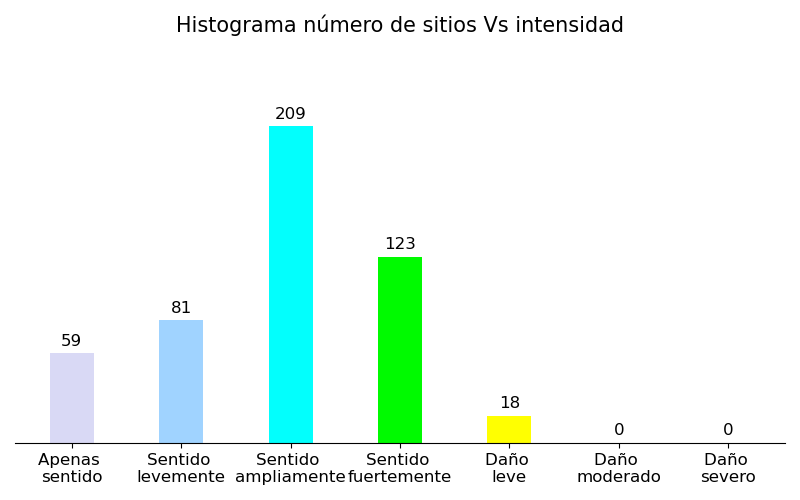 Histograma número de sitios Vs intensidad
209
123
81
59
18
0
0
Apenas sentido
Sentido levemente
Sentido ampliamente
Sentido fuertemente
Daño leve
Daño moderado
Daño severo